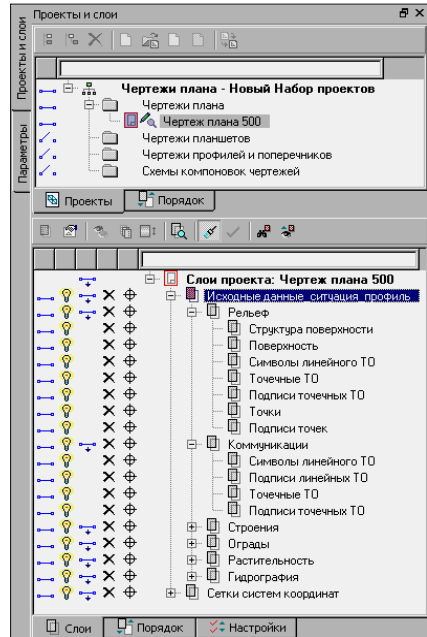 Проекты и слои
Проекты и слои
Параметры
Чертежи плана - Новый Набор проектов
Чертежи плана
Чертеж плана 500
Чертежи планшетов
Чертежи профилей и поперечников
Схемы компоновок чертежей
Проекты
Порядок
Слои проекта: Чертеж плана 500
Исходные данные_ситуация_профиль
Рельеф
Структура поверхности
Поверхность
Символы линейного ТО
Точечные ТО
Подписи точечных ТО
Точки
Подписи точек
Коммуникации
Символы линейного ТО
Подписи линейных ТО
Точечные ТО
Подписи точечных ТО
Строения
Ограды
Растительность
Гидрография
Сетки систем координат
Слои
Порядок
Настройки